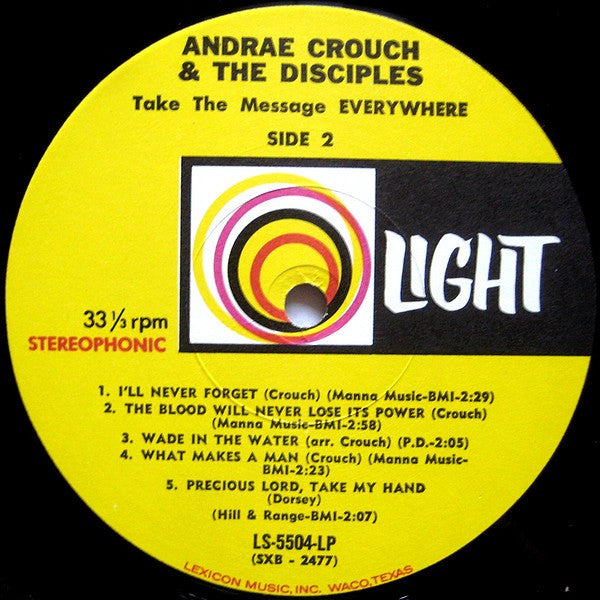 ANDRAE CROUCH
& THE DISCIPLES
Take The Message EVERYWHERE
SIDE 2
LIGHT
33 ⅓ rpm
STEREOPHONIC
1. I'LL NEVER FORGET (Crouch) (Manna Music-BMI-2:29)
2. THE BLOOD WILL NEVER LOSE ITS POWER (Crouch)
(Manna Music-BMI-2:58)
3. WADE IN THE WATER (arr. Crouch) (P.D.-2:05)
4. WHAT MAKES A MAN (Crouch) (Manna Music-
BMI-2:23)
5. PRECIOUS LORD, TAKE MY HAND
(Dorsey)
(Hill & Range-BMI-2:07)
LS-5504-LP
(SXB - 2477)
LEXICON MUSIC, INC. WACO, TEXAS